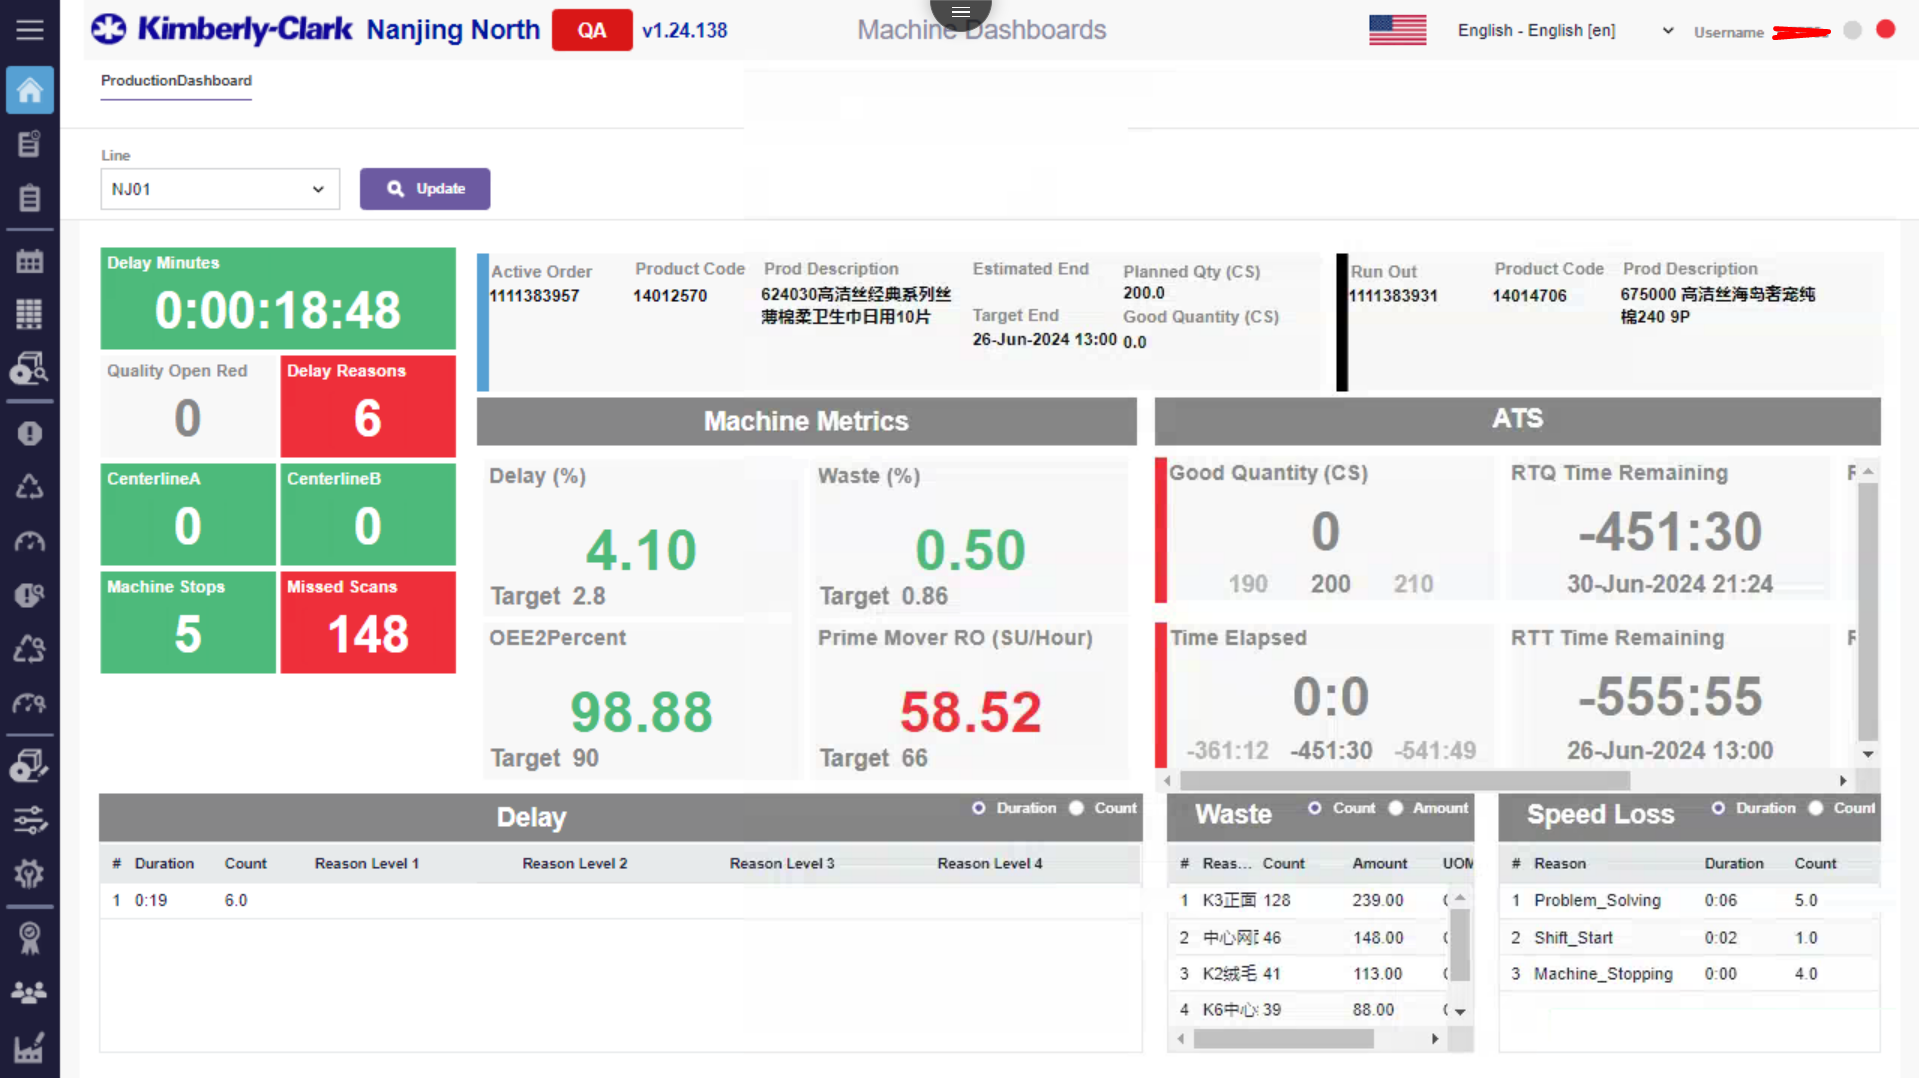 Kimberly-Clark Nanjing North QA v1.24.138
Machine Dashboards
English - English [en]
Username
ProductionDashboard
Line
NJ01
Update
Delay Minutes
0:00:18:48
Quality Open Red
0
Delay Reasons
6
CenterlineA
0
CenterlineB
0
Machine Stops
5
Missed Scans
148
Active Order
1111383957
Product Code
14012570
Prod Description
624030高洁丝经典系列丝
薄棉柔卫生巾日用10片
Estimated End
Target End
26-Jun-2024 13:00
Planned Qty (CS)
200.0
Good Quantity (CS)
0.0
Run Out
1111383931
Product Code
14014706
Prod Description
675000 高洁丝海岛奢宠纯
棉240 9P
Machine Metrics
Delay (%)
4.10
Target 2.8
Waste (%)
0.50
Target 0.86
OEE2Percent
98.88
Target 90
Prime Mover RO (SU/Hour)
58.52
Target 66
ATS
Good Quantity (CS)
0
190 200 210
RTQ Time Remaining
-451:30
30-Jun-2024 21:24
Time Elapsed
0:0
-361:12 -451:30 -541:49
RTT Time Remaining
-555:55
26-Jun-2024 13:00
Delay
Duration Count
# Duration Count Reason Level 1 Reason Level 2 Reason Level 3 Reason Level 4
1 0:19 6.0
Waste
Count Amount
# Reas... Count Amount UOM
1 K3正面 128 239.00
2 中心网 46 148.00
3 K2绒毛 41 113.00
4 K6中心 39 88.00
Speed Loss
Duration Count
# Reason Duration Count
1 Problem_Solving 0:06 5.0
2 Shift_Start 0:02 1.0
3 Machine_Stopping 0:00 4.0